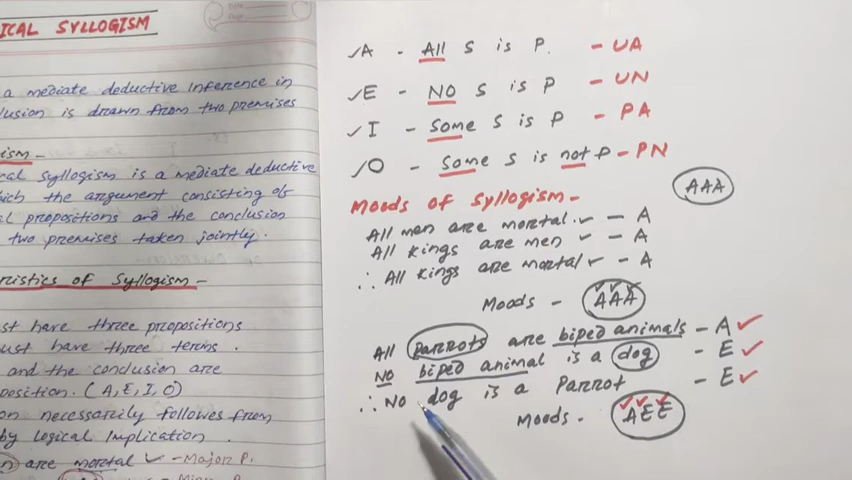 ICAL SYLLOGISM
a mediate deductive inference in
lusion is drawn from two premises
ism -
cal syllogism is a mediate deductive
hich the argument consisting of
al propositions and the conclusion
two premises taken jointly.
ristics of Syllogism -
ust have three propositions
ust have three terms.
and the conclusion are
position. (A, E, I, O)
on necessarily follows from
by logical Implication.
n are mortal ✓ - Major P.
Date
Page
✓ A - All S is P. - UA
✓ E - NO S is P - UN
✓ I - Some S is P - PA
✓ O - Some S is not P - PN
Moods of Syllogism -
AAA
All men are mortal. ✓ - A
All kings are men ✓ - A
∴ All kings are mortal ✓ - A
Moods - AAA
All Parrots are biped animals - A ✓
NO biped animal is a dog - E ✓
∴ NO dog is a Parrot - E ✓
Moods - AEE